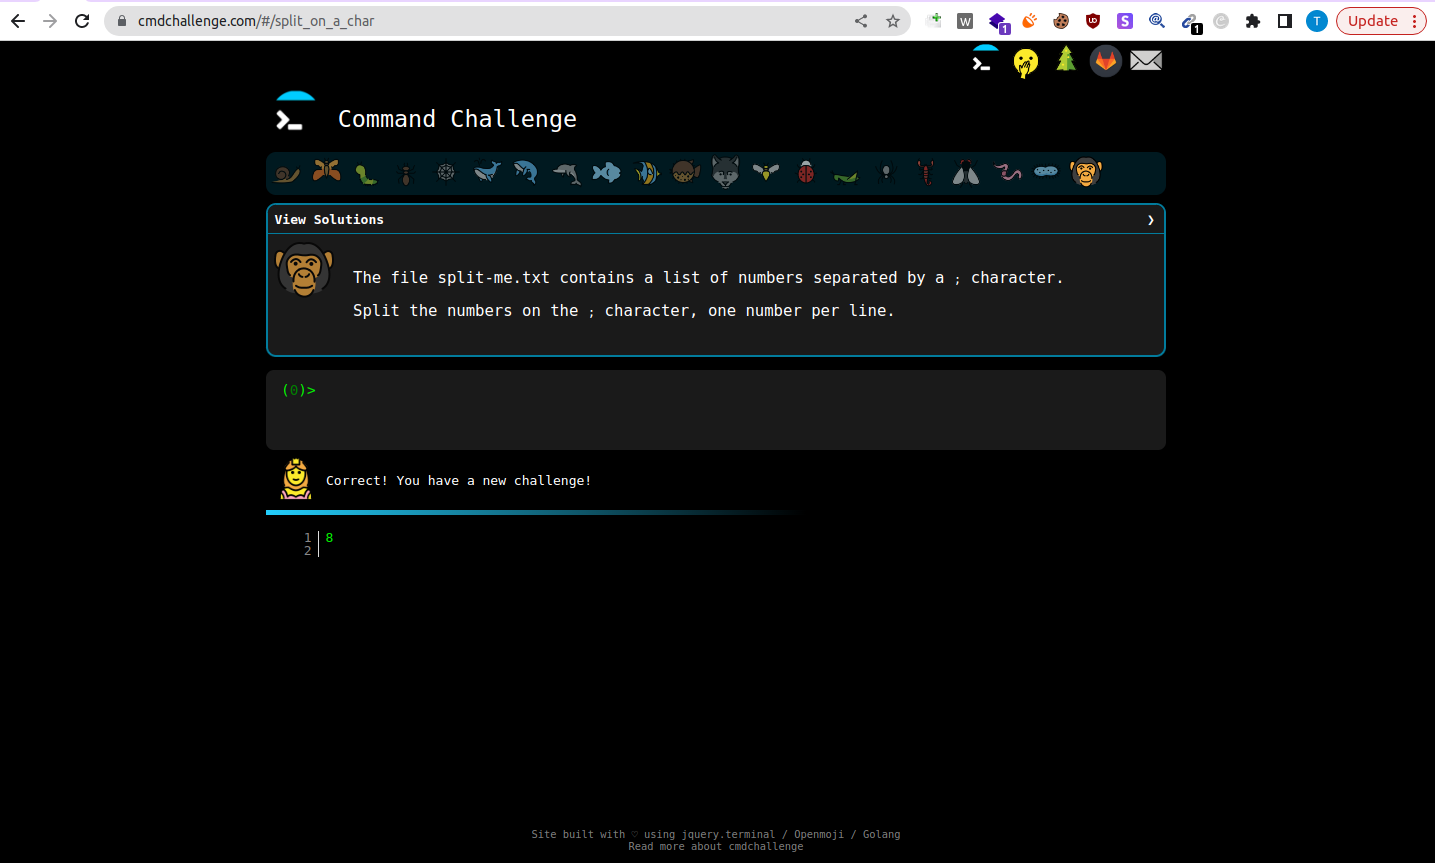 cmdchallenge.com/#/split_on_a_char
W
1
S
1
T
Update
Command Challenge
View Solutions
The file split-me.txt contains a list of numbers separated by a ; character.
Split the numbers on the ; character, one number per line.
(0)>
Correct! You have a new challenge!
1 8
2
Site built with ♡ using jquery.terminal / Openmoji / Golang
Read more about cmdchallenge